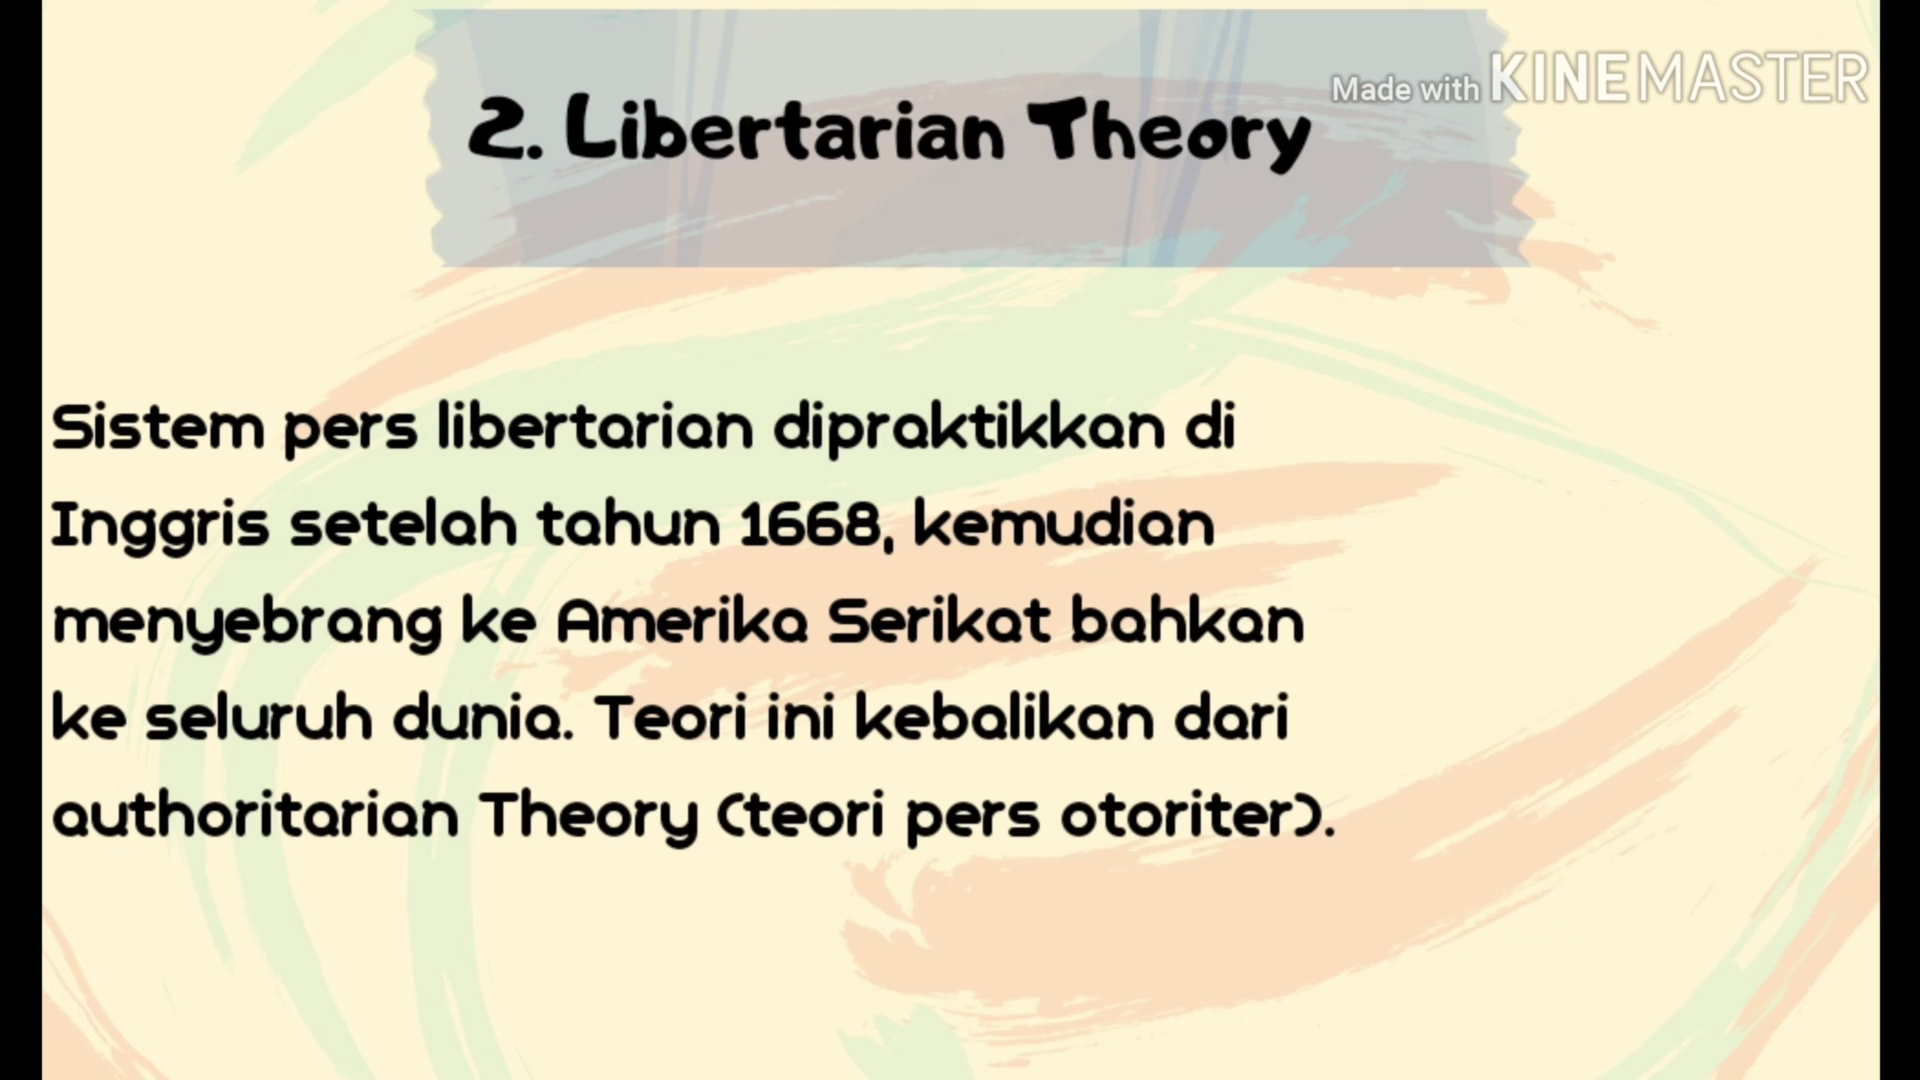 Made with KINEMASTER
2. Libertarian Theory
Sistem pers libertarian dipraktikkan di
Inggris setelah tahun 1668, kemudian
menyebrang ke Amerika Serikat bahkan
ke seluruh dunia. Teori ini kebalikan dari
authoritarian Theory (teori pers otoriter).